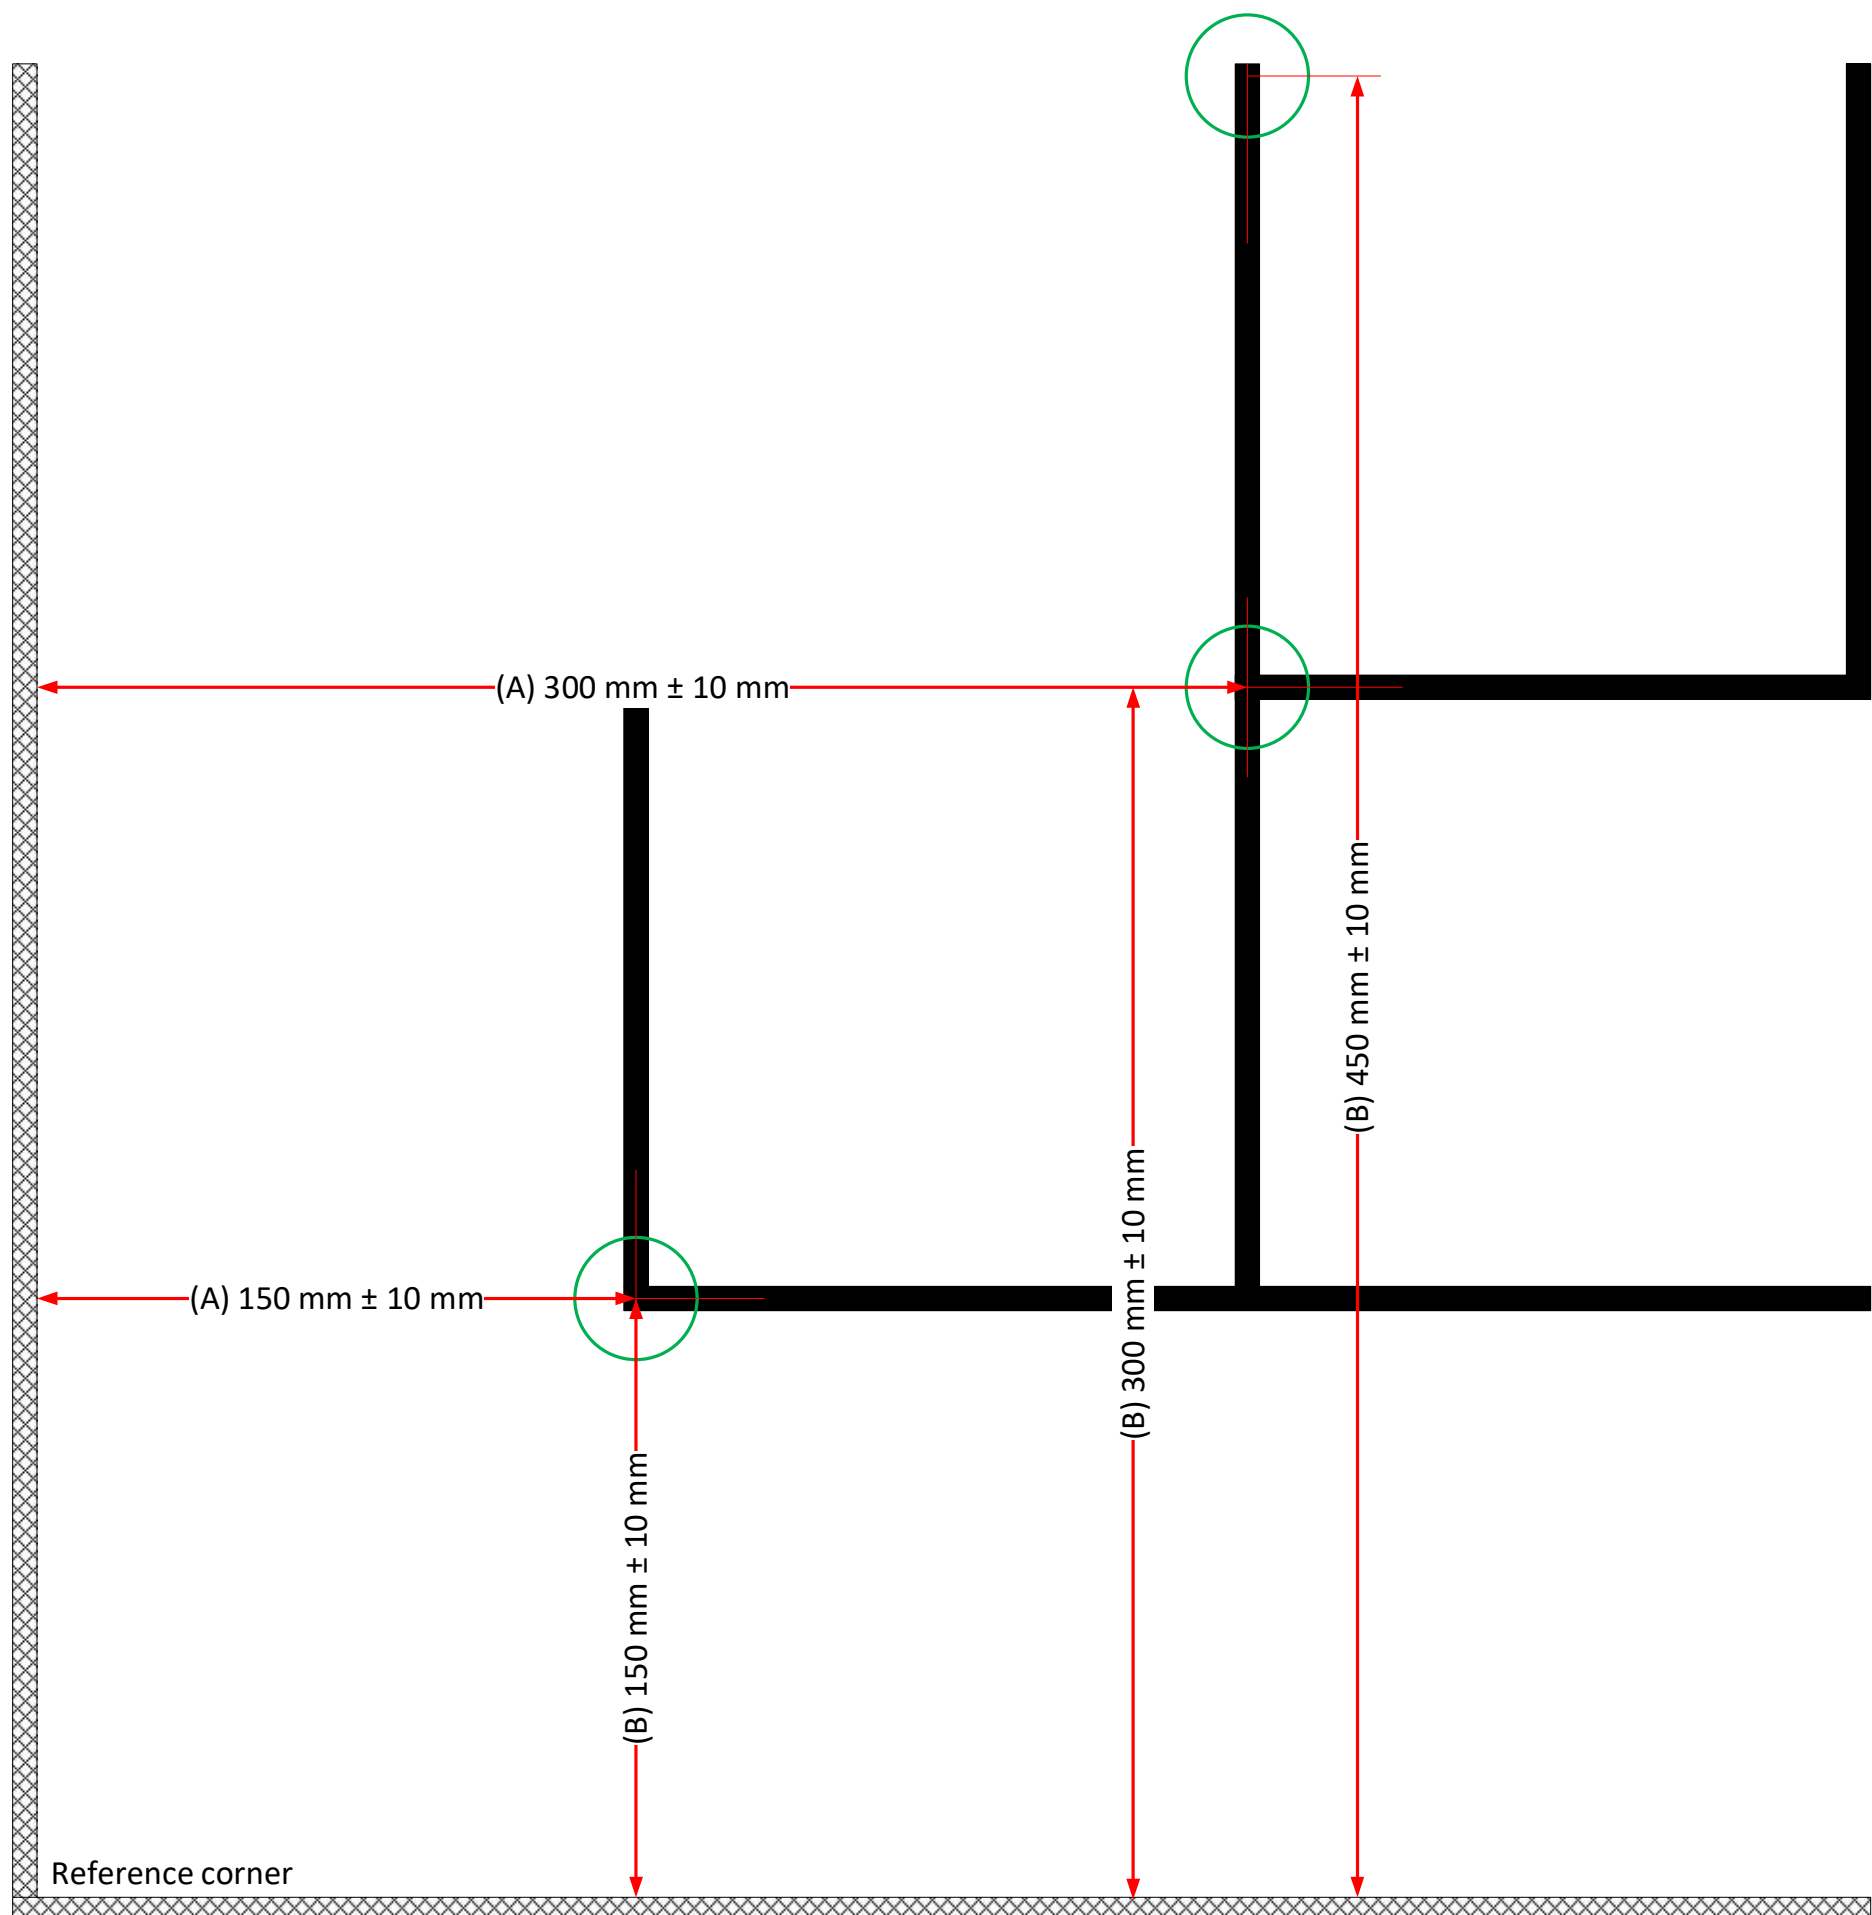 (A) 300 mm ± 10 mm
(B) 450 mm ± 10 mm
(B) 300 mm ± 10 mm
(A) 150 mm ± 10 mm
(B) 150 mm ± 10 mm
Reference corner